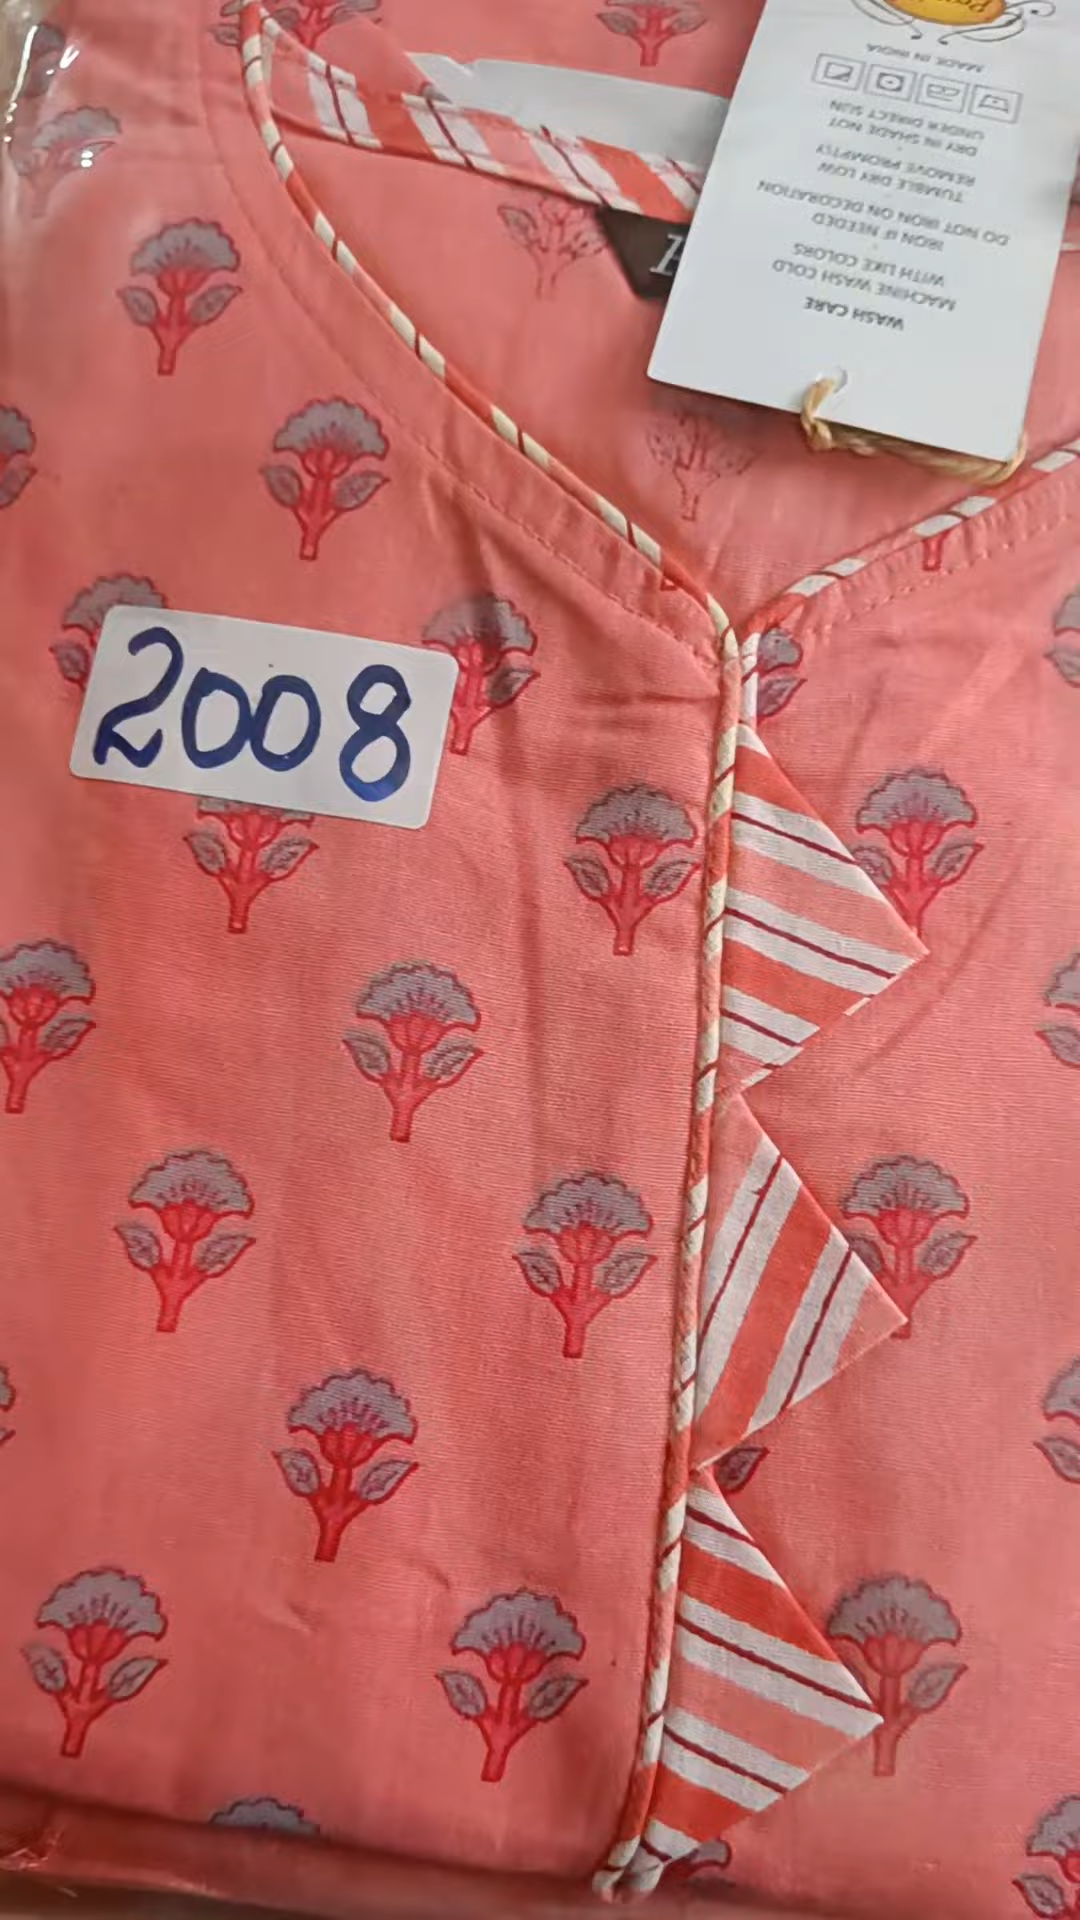 MADE IN INDIA
UNDER DIRECT SUN
DRY IN SHADE NOT
REMOVE PROMPTLY
TUMBLE DRY LOW
DO NOT IRON ON DECORATION
IRON IF NEEDED
WITH LIKE COLORS
MACHINE WASH COLD
WASH CARE
2008